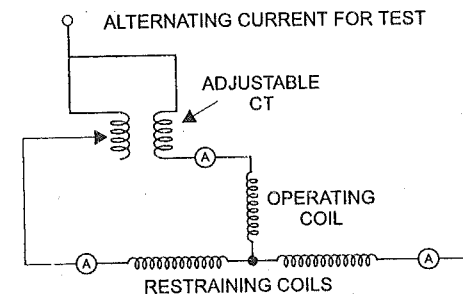 ALTERNATING CURRENT FOR TEST
ADJUSTABLE
CT
A
OPERATING
COIL
A
A
RESTRAINING COILS